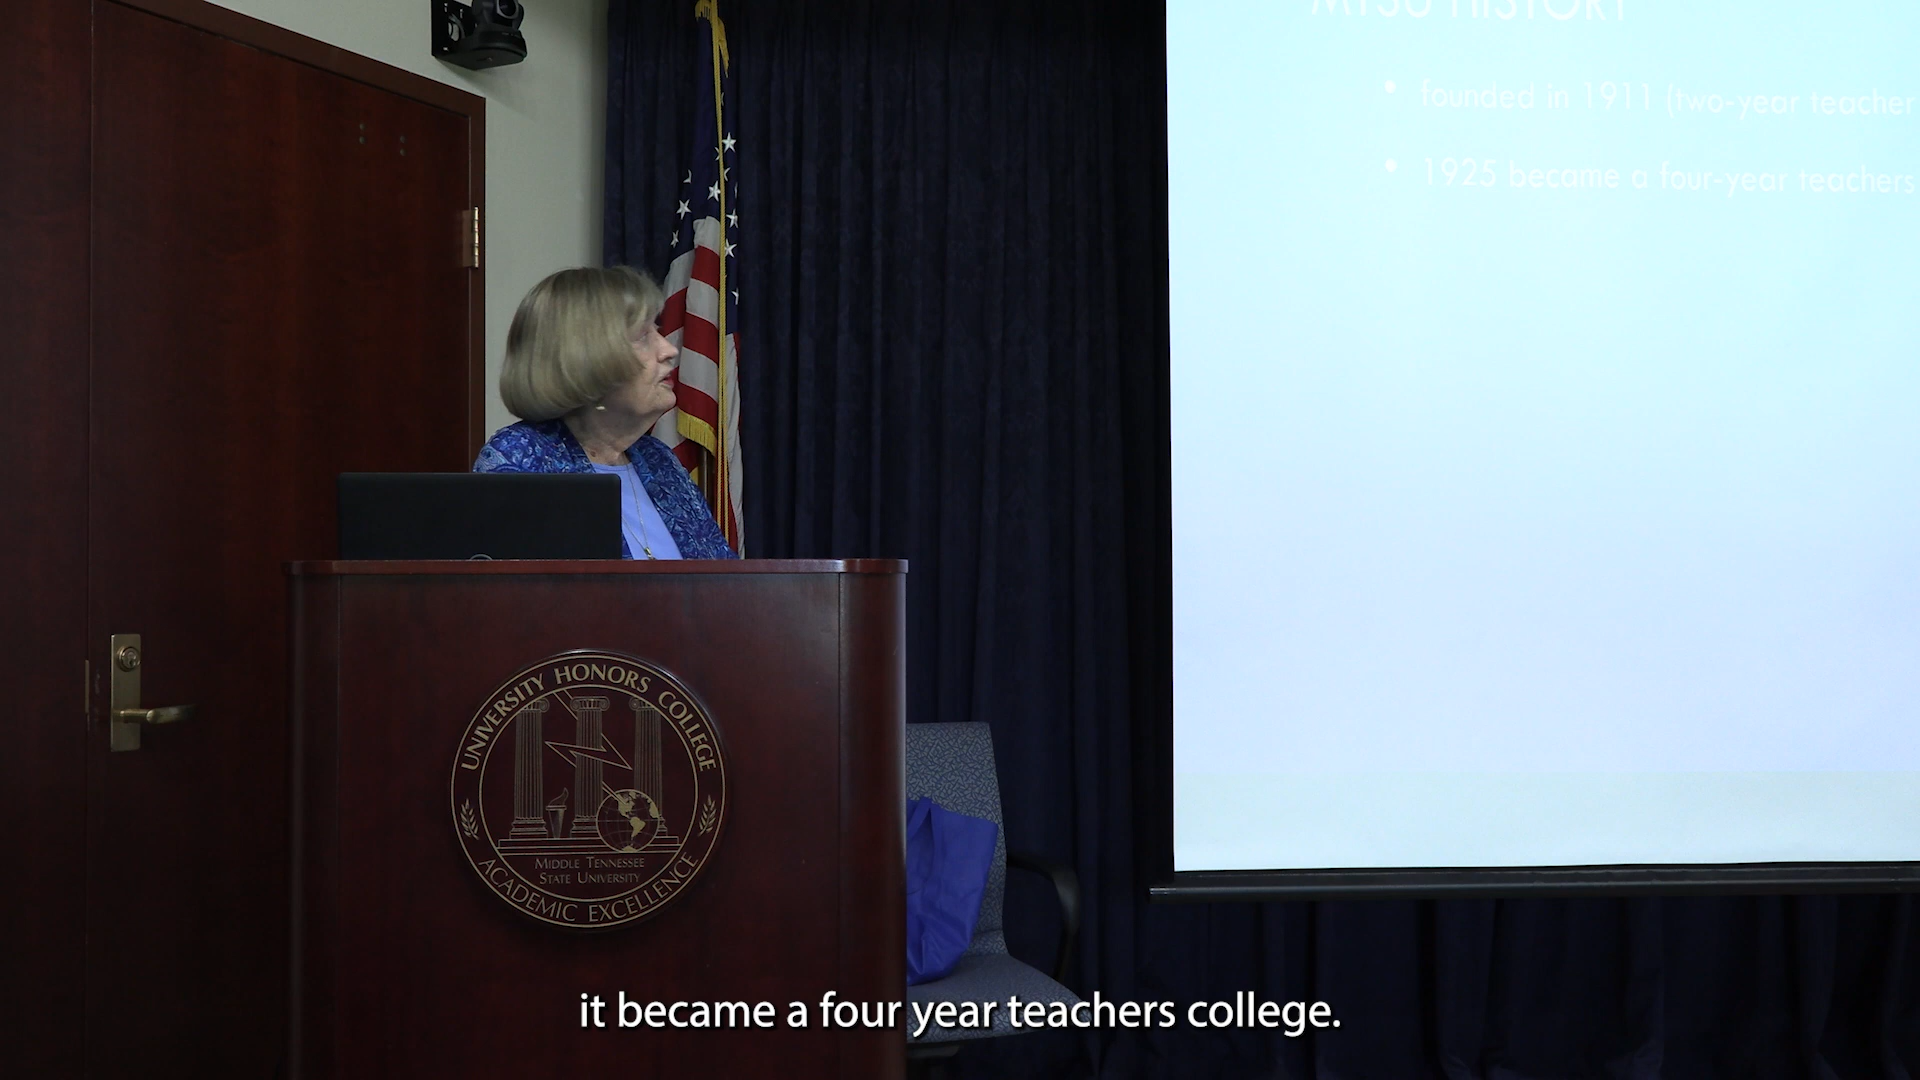 MTSU HISTORY
• founded in 1911 (two-year teacher
• 1925 became a four-year teachers
UNIVERSITY HONORS COLLEGE
MIDDLE TENNESSEE
STATE UNIVERSITY
ACADEMIC EXCELLENCE
it became a four year teachers college.